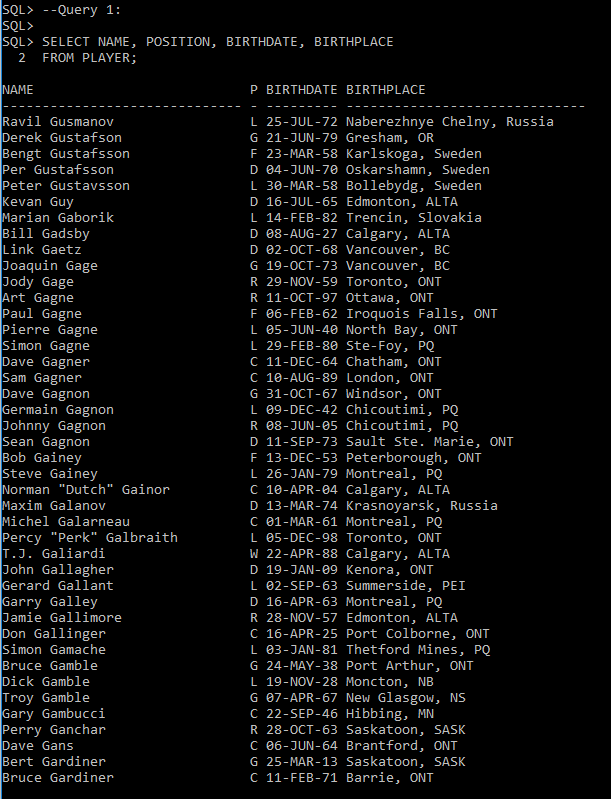 SQL> --Query 1:
SQL>
SQL> SELECT NAME, POSITION, BIRTHDATE, BIRTHPLACE
  2  FROM PLAYER;
NAME                           P BIRTHDATE BIRTHPLACE
------------------------------ - --------- ------------------------------
Ravil Gusmanov                 L 25-JUL-72 Naberezhnye Chelny, Russia
Derek Gustafson                G 21-JUN-79 Gresham, OR
Bengt Gustafsson               F 23-MAR-58 Karlskoga, Sweden
Per Gustafsson                 D 04-JUN-70 Oskarshamn, Sweden
Peter Gustavsson               L 30-MAR-58 Bollebydg, Sweden
Kevan Guy                      D 16-JUL-65 Edmonton, ALTA
Marian Gaborik                 L 14-FEB-82 Trencin, Slovakia
Bill Gadsby                    D 08-AUG-27 Calgary, ALTA
Link Gaetz                     D 02-OCT-68 Vancouver, BC
Joaquin Gage                   G 19-OCT-73 Vancouver, BC
Jody Gage                      R 29-NOV-59 Toronto, ONT
Art Gagne                      R 11-OCT-97 Ottawa, ONT
Paul Gagne                     F 06-FEB-62 Iroquois Falls, ONT
Pierre Gagne                   L 05-JUN-40 North Bay, ONT
Simon Gagne                    L 29-FEB-80 Ste-Foy, PQ
Dave Gagner                    C 11-DEC-64 Chatham, ONT
Sam Gagner                     C 10-AUG-89 London, ONT
Dave Gagnon                    G 31-OCT-67 Windsor, ONT
Germain Gagnon                 L 09-DEC-42 Chicoutimi, PQ
Johnny Gagnon                  R 08-JUN-05 Chicoutimi, PQ
Sean Gagnon                    D 11-SEP-73 Sault Ste. Marie, ONT
Bob Gainey                     F 13-DEC-53 Peterborough, ONT
Steve Gainey                   L 26-JAN-79 Montreal, PQ
Norman "Dutch" Gainor          C 10-APR-04 Calgary, ALTA
Maxim Galanov                  D 13-MAR-74 Krasnoyarsk, Russia
Michel Galarneau               C 01-MAR-61 Montreal, PQ
Percy "Perk" Galbraith         L 05-DEC-98 Toronto, ONT
T.J. Galiardi                  W 22-APR-88 Calgary, ALTA
John Gallagher                 D 19-JAN-09 Kenora, ONT
Gerard Gallant                 L 02-SEP-63 Summerside, PEI
Garry Galley                   D 16-APR-63 Montreal, PQ
Jamie Gallimore                R 28-NOV-57 Edmonton, ALTA
Don Gallinger                  C 16-APR-25 Port Colborne, ONT
Simon Gamache                  L 03-JAN-81 Thetford Mines, PQ
Bruce Gamble                   G 24-MAY-38 Port Arthur, ONT
Dick Gamble                    L 19-NOV-28 Moncton, NB
Troy Gamble                    G 07-APR-67 New Glasgow, NS
Gary Gambucci                  C 22-SEP-46 Hibbing, MN
Perry Ganchar                  R 28-OCT-63 Saskatoon, SASK
Dave Gans                      C 06-JUN-64 Brantford, ONT
Bert Gardiner                  G 25-MAR-13 Saskatoon, SASK
Bruce Gardiner                 C 11-FEB-71 Barrie, ONT